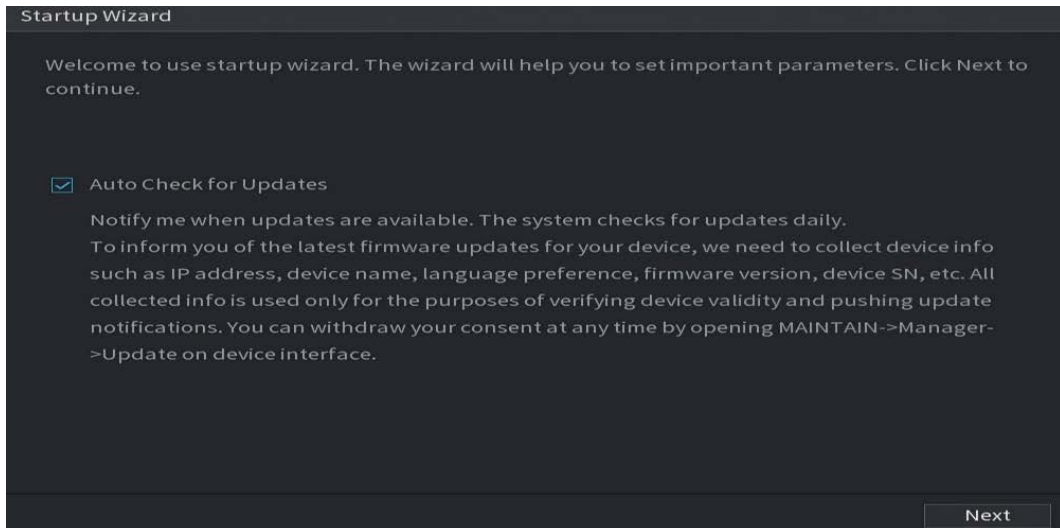 Startup Wizard
Welcome to use startup wizard. The wizard will help you to set important parameters. Click Next to
continue.
Auto Check for Updates
Notify me when updates are available. The system checks for updates daily.
To inform you of the latest firmware updates for your device, we need to collect device info
such as IP address, device name, language preference, firmware version, device SN, etc. All
collected info is used only for the purposes of verifying device validity and pushing update
notifications. You can withdraw your consent at any time by opening MAINTAIN->Manager-
>Update on device interface.
Next